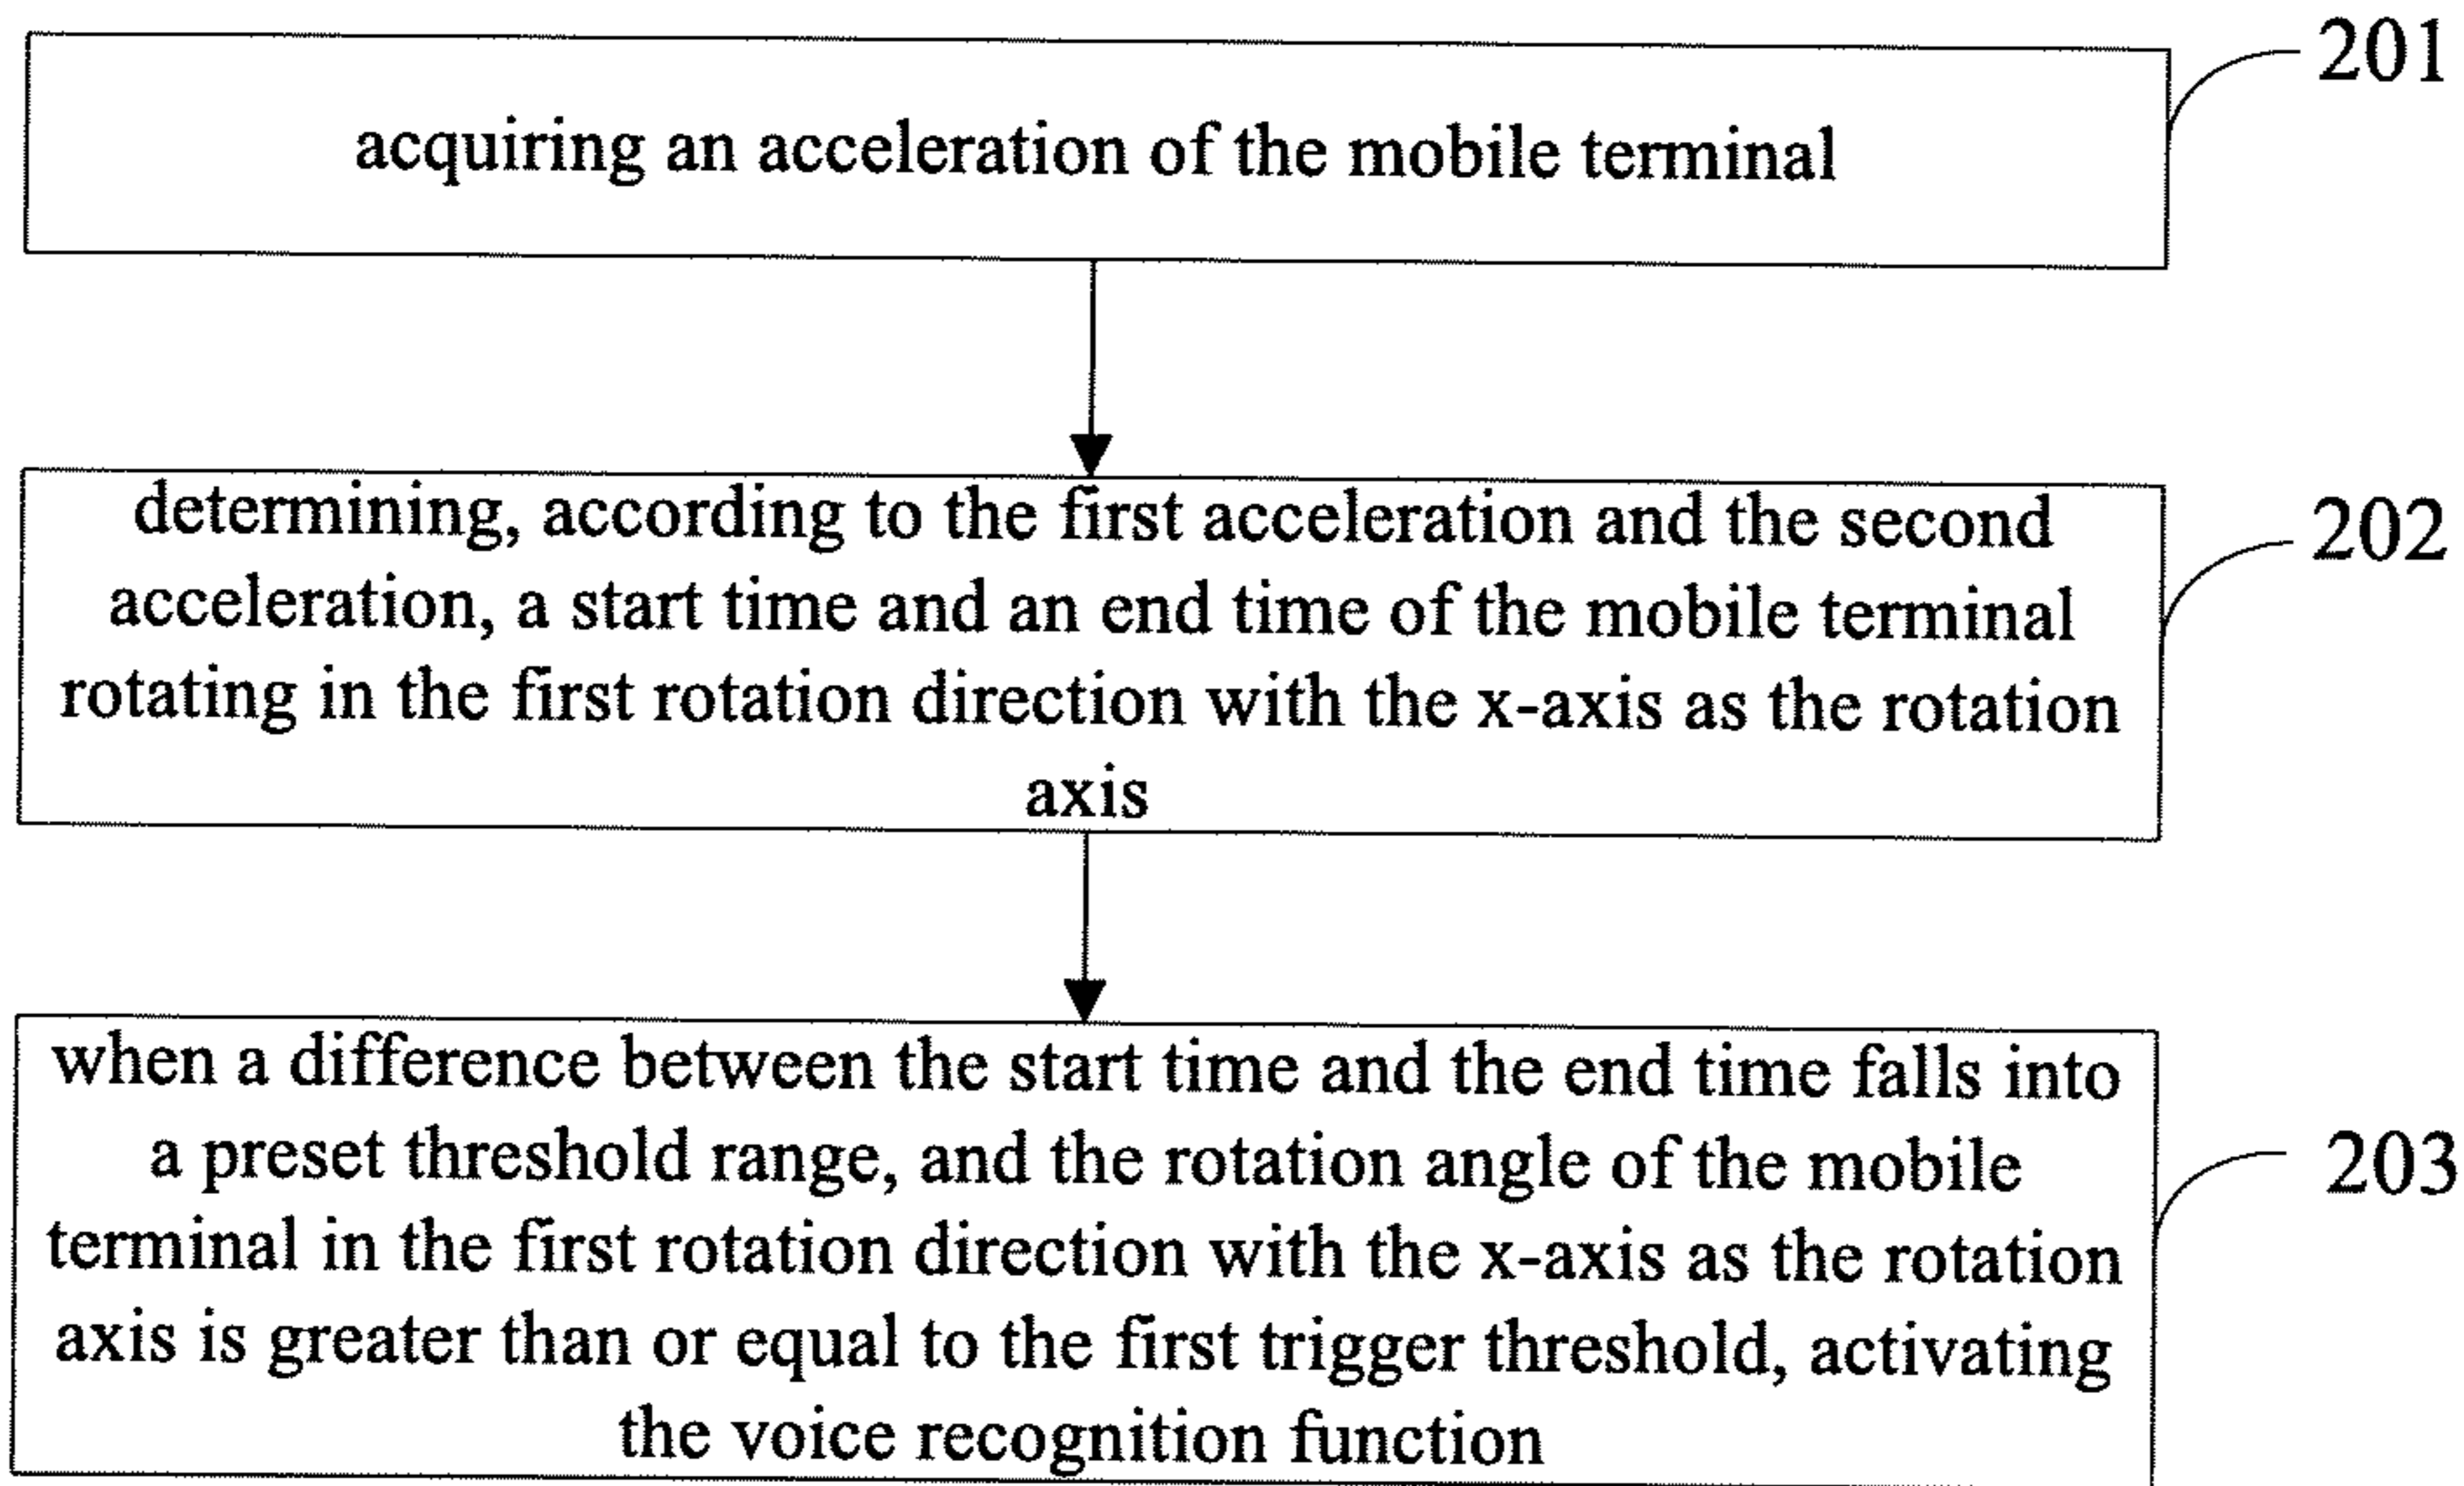 201
acquiring an acceleration of the mobile terminal
determining, according to the first acceleration and the second
202
acceleration, a start time and an end time of the mobile terminal
rotating in the first rotation direction with the x-axis as the rotation
axis
when a difference between the start time and the end time falls into
a preset threshold range, and the rotation angle of the mobile
203
terminal in the first rotation direction with the x-axis as the rotation
axis is greater than or equal to the first trigger threshold, activating
the voice recognition function